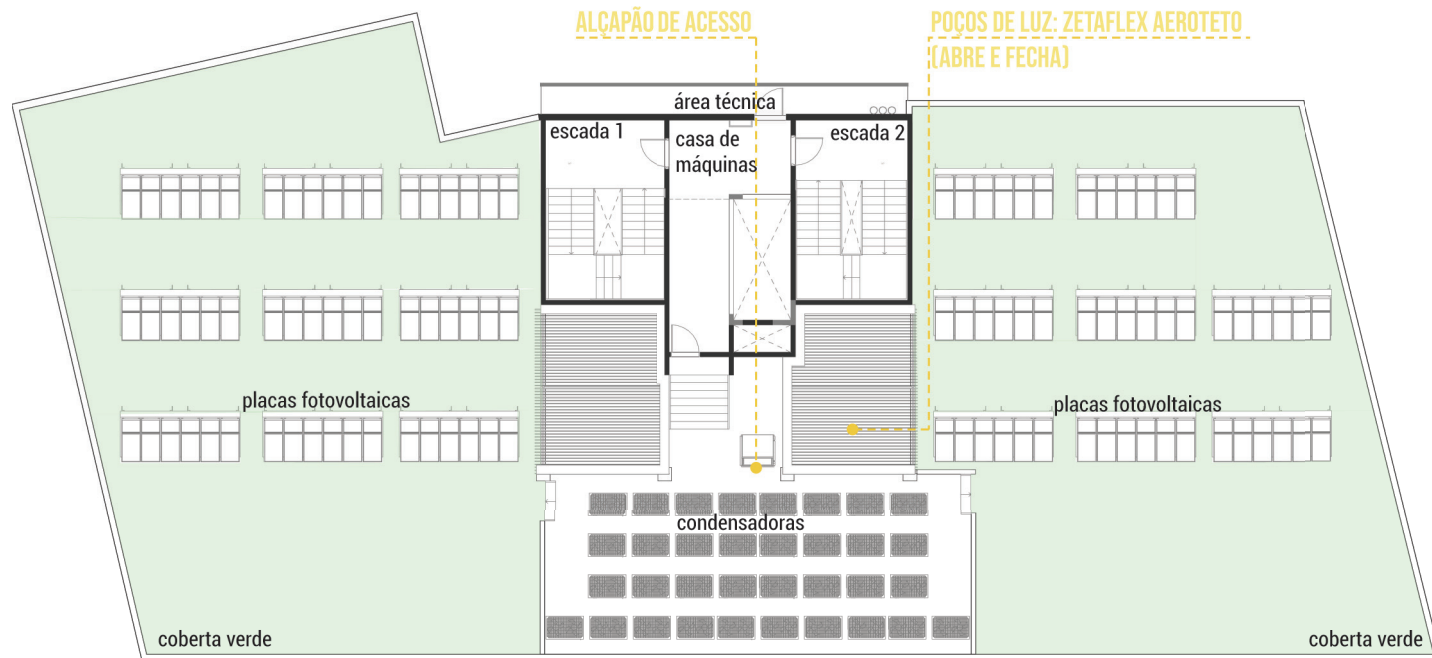 ALÇAPÃO DE ACESSO
POÇOS DE LUZ: ZETAFLEX AEROTETO
(ABRE E FECHA)
área técnica
escada 1
casa de
máquinas
escada 2
placas fotovoltaicas
placas fotovoltaicas
condensadoras
coberta verde
coberta verde